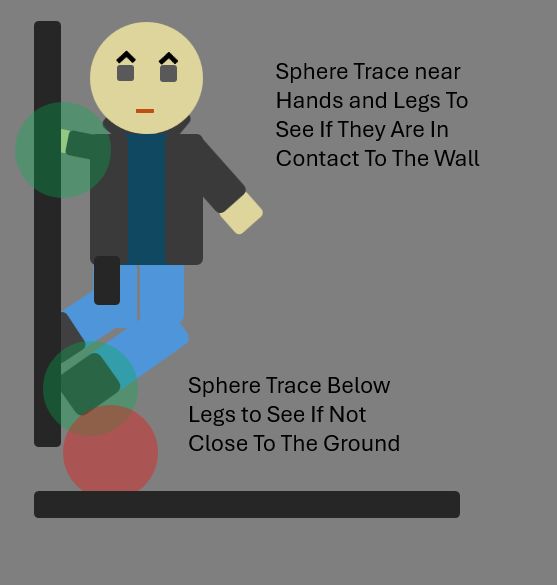 Sphere Trace near
Hands and Legs To
See If They Are In
Contact To The Wall
Sphere Trace Below
Legs to See If Not
Close To The Ground